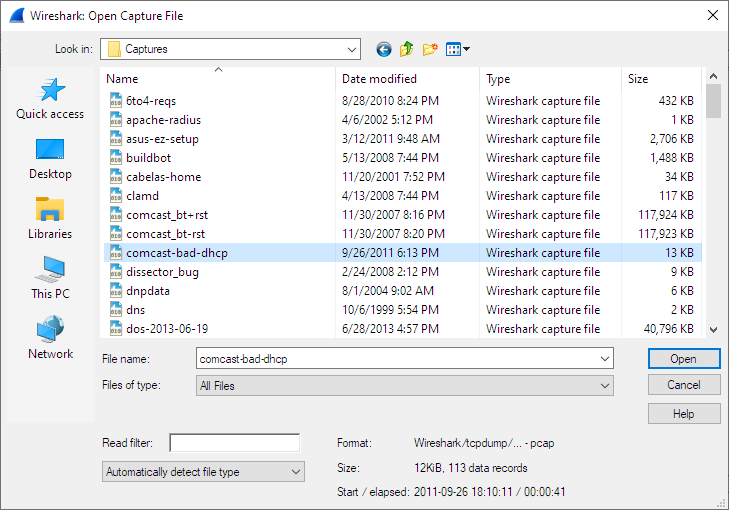 Wireshark: Open Capture File
Look in: Captures
Name Date modified Type Size
6to4-reqs 8/28/2010 8:24 PM Wireshark capture file 432 KB
apache-radius 4/6/2002 5:12 PM Wireshark capture file 1 KB
asus-ez-setup 3/12/2011 9:48 AM Wireshark capture file 2,706 KB
buildbot 5/13/2008 7:44 PM Wireshark capture file 1,488 KB
cabelas-home 11/20/2001 7:52 PM Wireshark capture file 34 KB
clamd 4/13/2008 7:44 PM Wireshark capture file 117 KB
comcast_bt+rst 11/30/2007 8:16 PM Wireshark capture file 117,924 KB
comcast_bt-rst 11/30/2007 8:20 PM Wireshark capture file 117,923 KB
comcast-bad-dhcp 9/26/2011 6:13 PM Wireshark capture file 13 KB
dissector_bug 2/24/2008 2:12 PM Wireshark capture file 9 KB
dnpdata 8/1/2004 9:02 AM Wireshark capture file 6 KB
dns 10/6/1999 5:54 PM Wireshark capture file 2 KB
dos-2013-06-19 6/28/2013 4:57 PM Wireshark capture file 40,796 KB
Quick access
Desktop
Libraries
This PC
Network
File name: comcast-bad-dhcp Open
Files of type: All Files Cancel
Help
Read filter: Format: Wireshark/tcpdump/... - pcap
Automatically detect file type Size: 12KiB, 113 data records
Start / elapsed: 2011-09-26 18:10:11 / 00:00:41